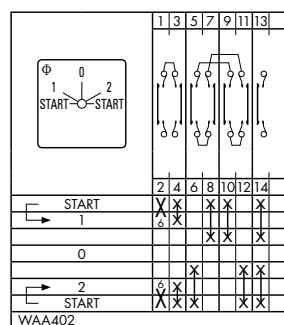 1 3 5 7 9 11 13
Φ 0
1 2
START START
2 4 6 8 10 12 14
START X X X X X
1 6 X
X X X
0
X X X
2 6 X
START X X X X X
WAA402